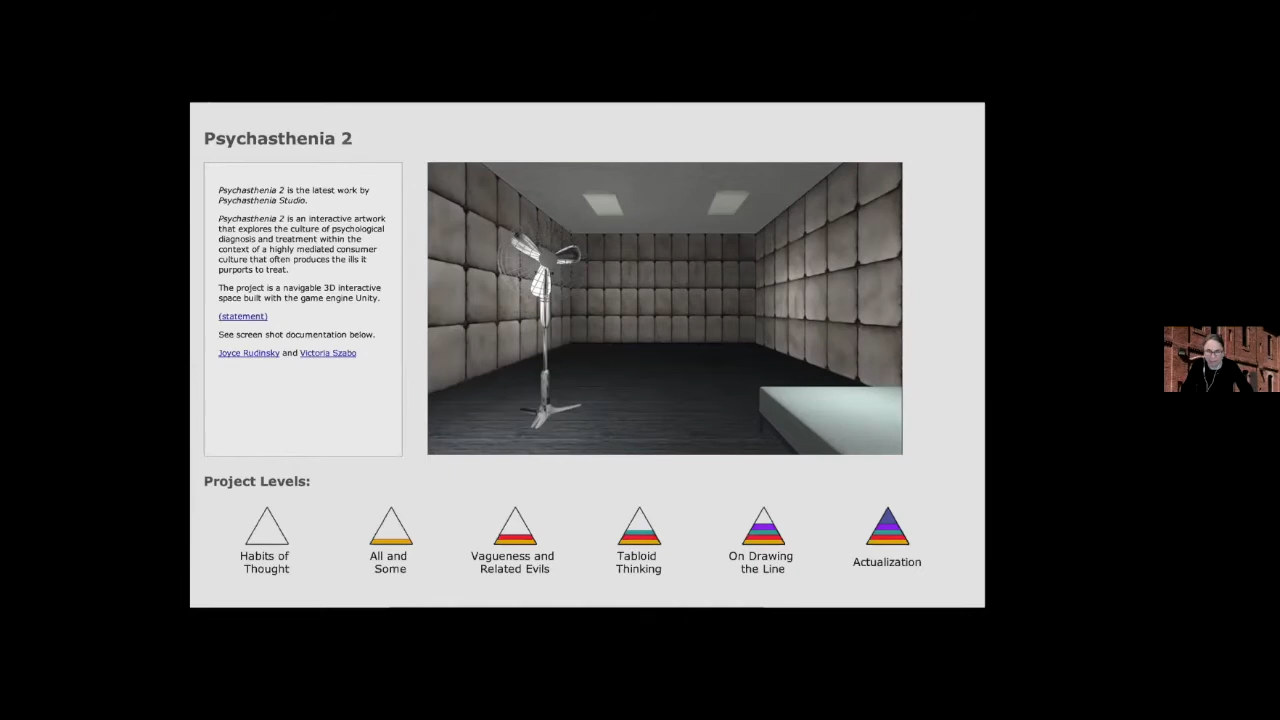 Psychasthenia 2
Psychasthenia 2 is the latest work by
Psychasthenia Studio.
Psychasthenia 2 is an interactive artwork
that explores the culture of psychological
diagnosis and treatment within the
context of a highly mediated consumer
culture that often produces the ills it
purports to treat.
The project is a navigable 3D interactive
space built with the game engine Unity.
(statement)
See screen shot documentation below.
Joyce Rudinsky and Victoria Szabo
Project Levels:
Habits of
Thought
All and
Some
Vagueness and
Related Evils
Tabloid
Thinking
On Drawing
the Line
Actualization